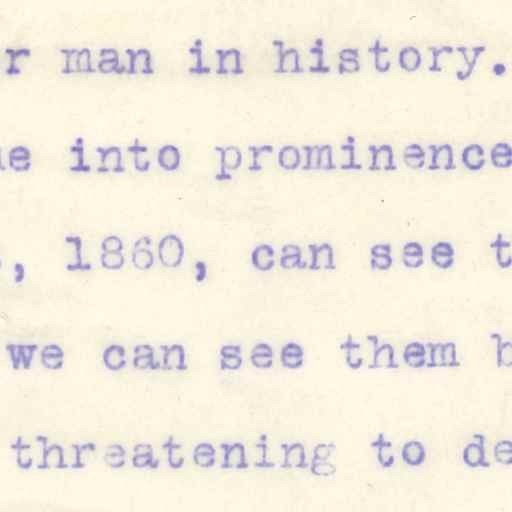 r man in history.
e into prominence
, 1860, can see t
we can see them b
threatening to de